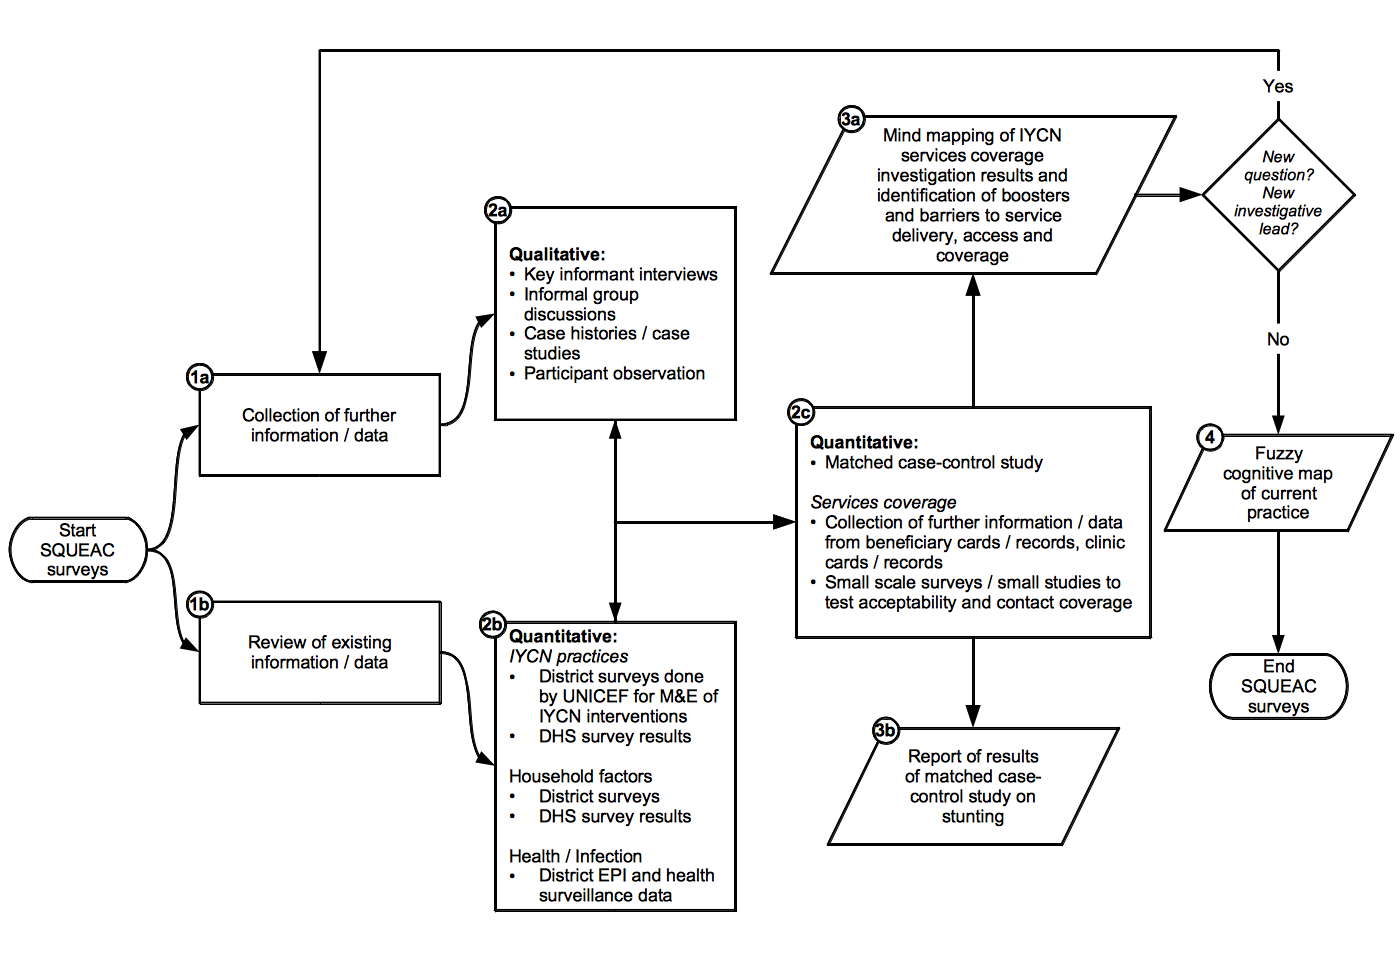 Yes
3a
Mind mapping of IYCN
services coverage
investigation results and
identification of boosters
and barriers to service
delivery, access and
coverage
New
question?
New
investigative
lead?
2a
Qualitative:
• Key informant interviews
• Informal group
discussions
• Case histories / case
studies
• Participant observation
No
1a
Collection of further
information / data
2c
Quantitative:
• Matched case-control study
Services coverage
• Collection of further information / data
from beneficiary cards / records, clinic
cards / records
• Small scale surveys / small studies to
test acceptability and contact coverage
4
Fuzzy
cognitive map
of current
practice
Start
SQUEAC
surveys
1b
Review of existing
information / data
2b
Quantitative:
IYCN practices
• District surveys done
by UNICEF for M&E of
IYCN interventions
• DHS survey results
Household factors
• District surveys
• DHS survey results
Health / Infection
• District EPI and health
surveillance data
End
SQUEAC
surveys
3b
Report of results
of matched case-
control study on
stunting